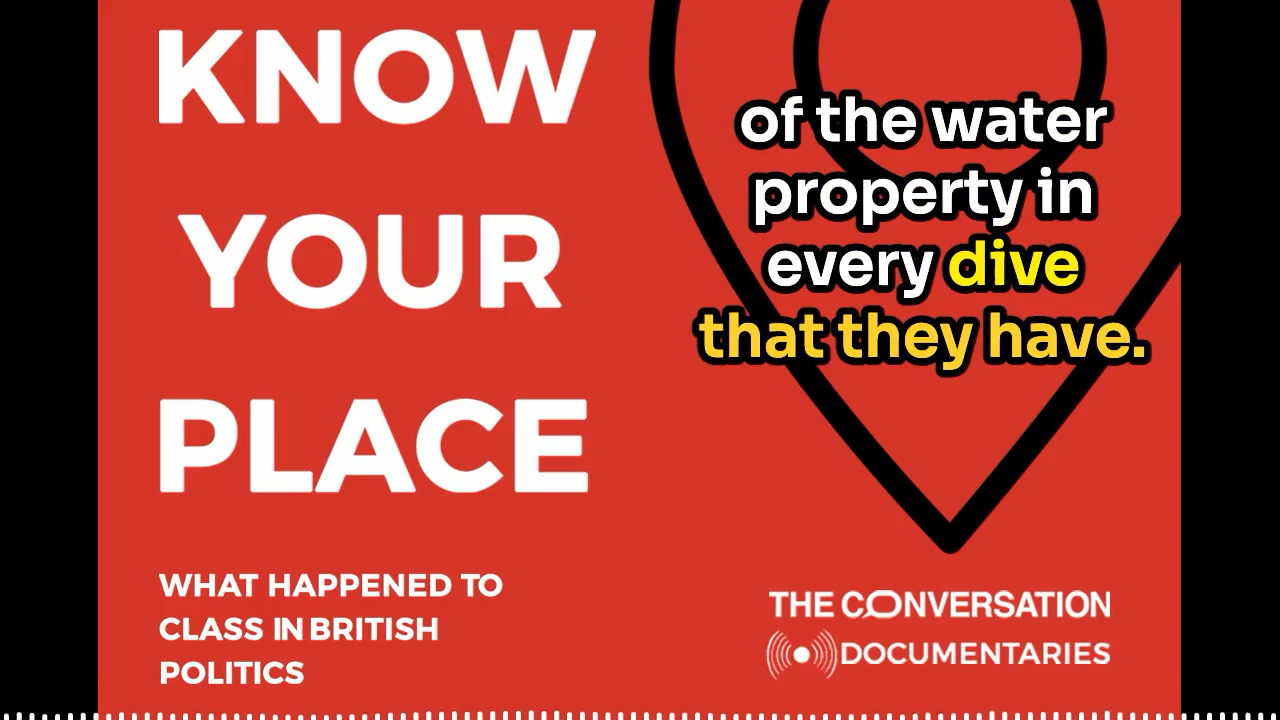 KNOW
YOUR
PLACE
WHAT HAPPENED TO
CLASS IN BRITISH
POLITICS
of the water
property in
every dive
that they have.
THE CONVERSATION
DOCUMENTARIES